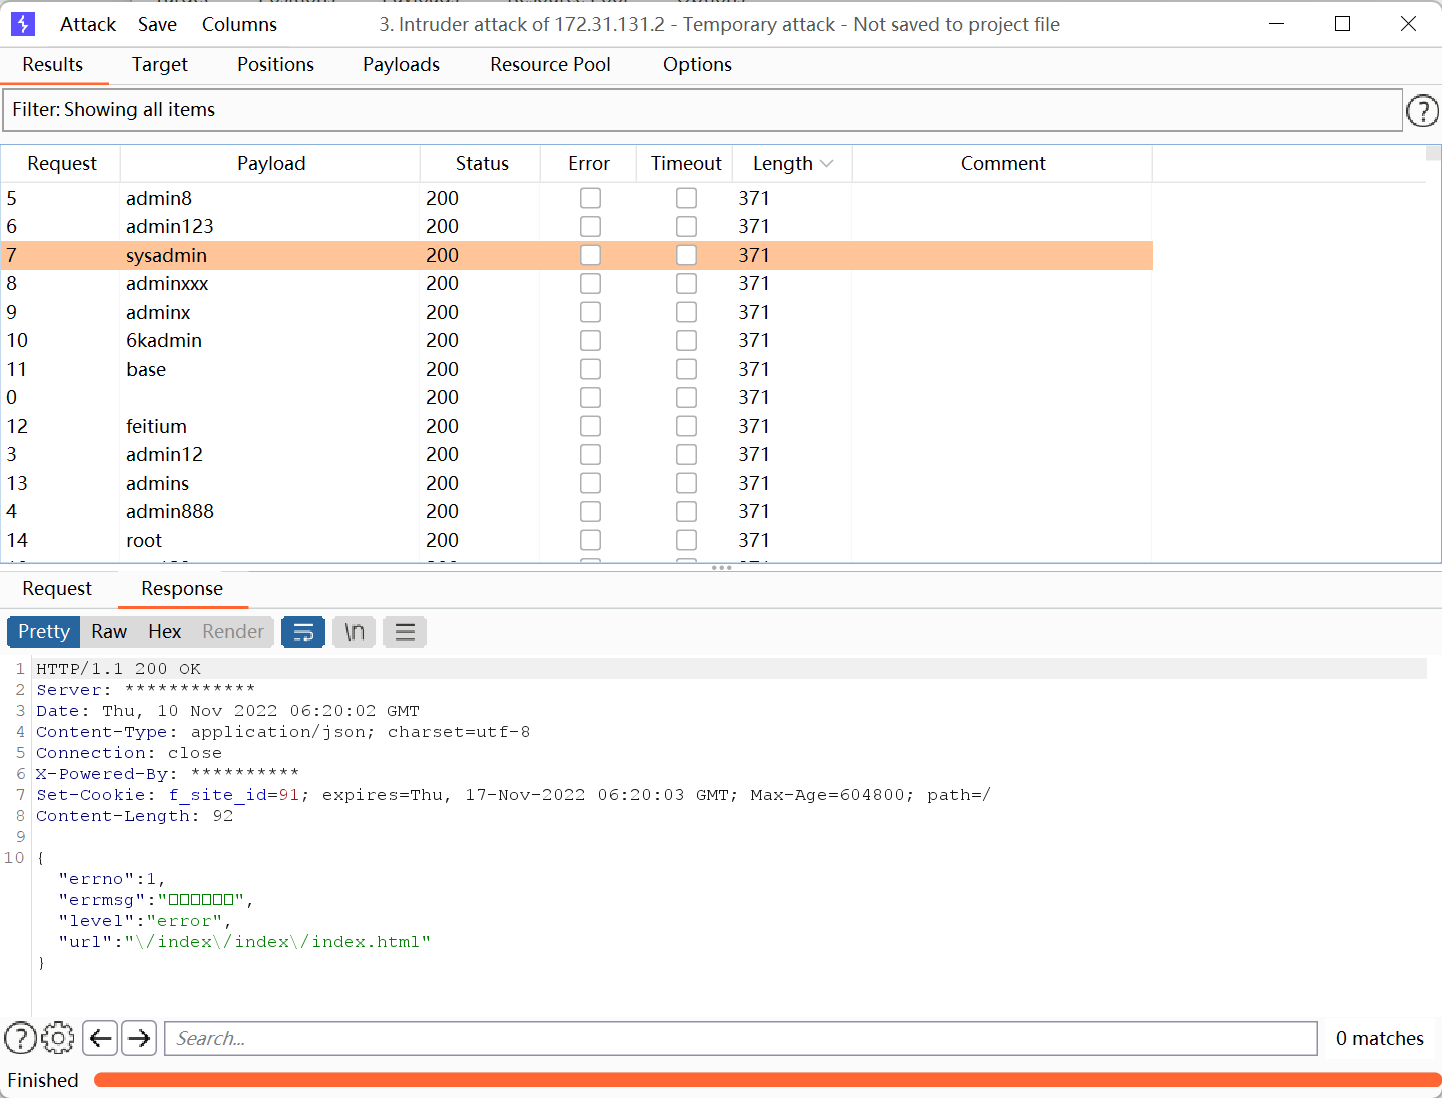 Attack Save Columns 3. Intruder attack of 172.31.131.2 - Temporary attack - Not saved to project file
Results Target Positions Payloads Resource Pool Options
Filter: Showing all items
Request Payload Status Error Timeout Length Comment
5 admin8 200 371
6 admin123 200 371
7 sysadmin 200 371
8 adminxxx 200 371
9 adminx 200 371
10 6kadmin 200 371
11 base 200 371
0 200 371
12 feitium 200 371
3 admin12 200 371
13 admins 200 371
4 admin888 200 371
14 root 200 371
Request Response
Pretty Raw Hex Render \n
1 HTTP/1.1 200 OK
2 Server: ************
3 Date: Thu, 10 Nov 2022 06:20:02 GMT
4 Content-Type: application/json; charset=utf-8
5 Connection: close
6 X-Powered-By: **********
7 Set-Cookie: f_site_id=91; expires=Thu, 17-Nov-2022 06:20:03 GMT; Max-Age=604800; path=/
8 Content-Length: 92
9
10 {
"errno":1,
"errmsg":"□□□□□□",
"level":"error",
"url":"\/index\/index\/index.html"
}
Search... 0 matches
Finished